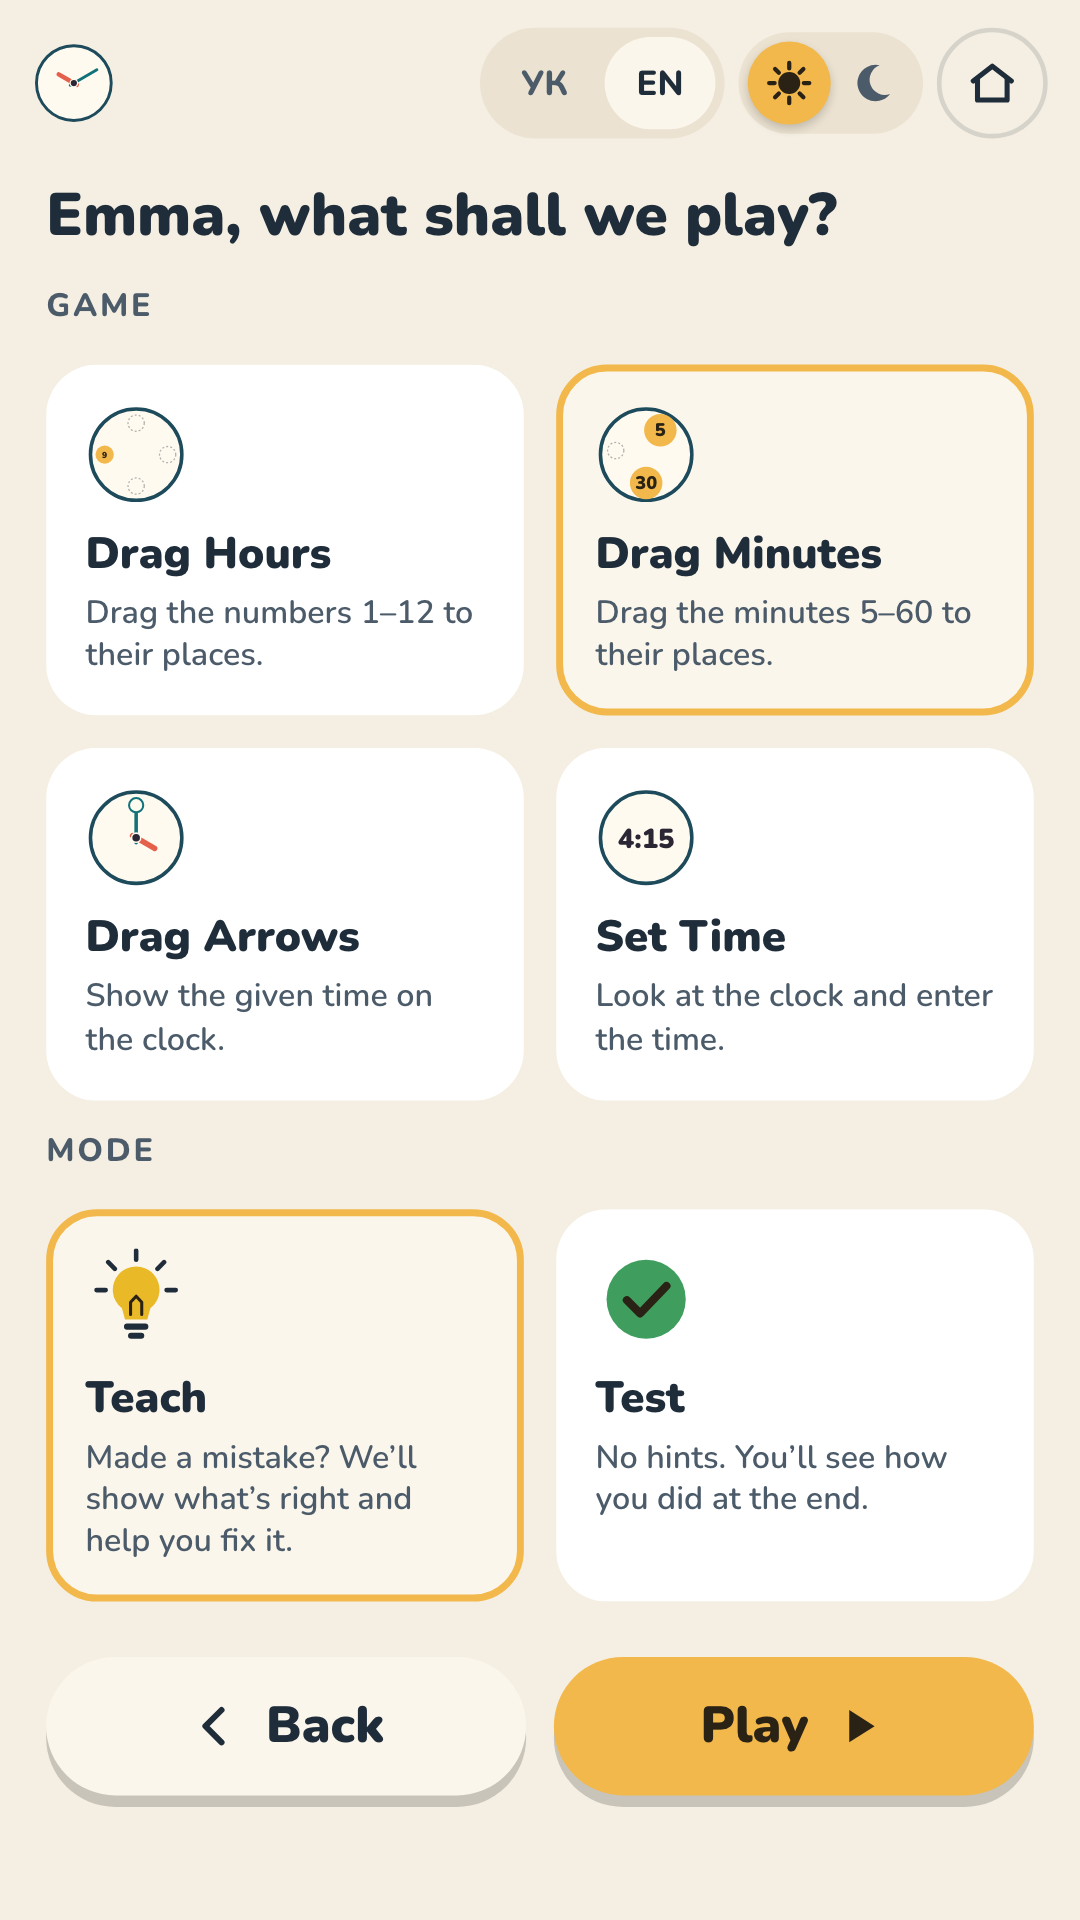 УК EN
Emma, what shall we play?
GAME
9
Drag Hours
Drag the numbers 1–12 to
their places.
5
30
Drag Minutes
Drag the minutes 5–60 to
their places.
Drag Arrows
Show the given time on
the clock.
4:15
Set Time
Look at the clock and enter
the time.
MODE
Teach
Made a mistake? We’ll
show what’s right and
help you fix it.
Test
No hints. You’ll see how
you did at the end.
Back
Play